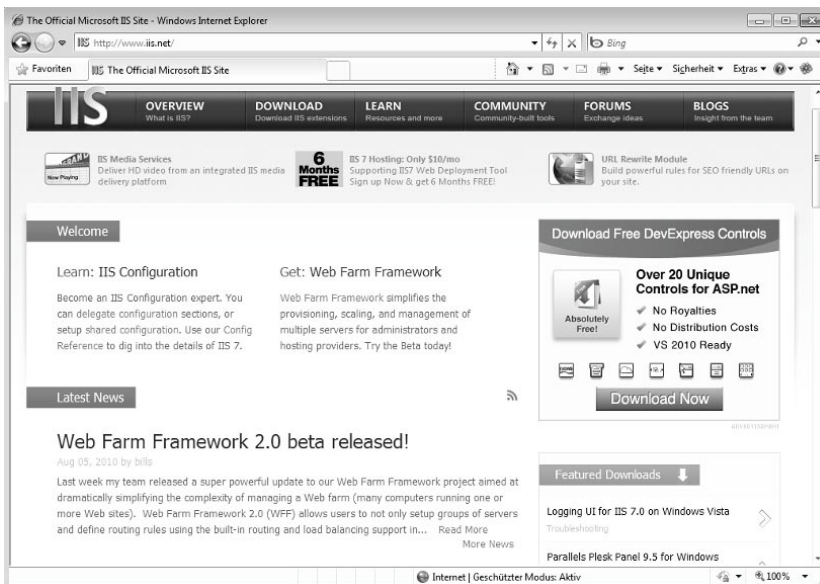 The Official Microsoft IIS Site - Windows Internet Explorer
http://www.iis.net/
Bing
Favoriten
The Official Microsoft IIS Site
Seite
Sicherheit
Extras
IIS
OVERVIEW
What is IIS?
DOWNLOAD
Download IIS extensions
LEARN
Resources and more
COMMUNITY
Community-built tools
FORUMS
Exchange ideas
BLOGS
Insight from the team
Now Playing
IIS Media Services
Deliver HD video from an integrated IIS media
delivery platform
6
Months
FREE
IIS 7 Hosting: Only $10/mo
Supporting IIS7 Web Deployment Tool
Sign up Now & get 6 Months FREE!
URL Rewrite Module
Build powerful rules for SEO friendly URLs on
your site.
Welcome
Learn: IIS Configuration
Become an IIS Configuration expert. You
can delegate configuration sections, or
setup shared configuration. Use our Config
Reference to dig into the details of IIS 7.
Get: Web Farm Framework
Web Farm Framework simplifies the
provisioning, scaling, and management of
multiple servers for administrators and
hosting providers. Try the Beta today!
Download Free DevExpress Controls
Absolutely
Free!
Over 20 Unique
Controls for ASP.net
No Royalties
No Distribution Costs
VS 2010 Ready
Download Now
ADVERTISEMENT
Latest News
Web Farm Framework 2.0 beta released!
Aug 05, 2010 by bills
Last week my team released a super powerful update to our Web Farm Framework project aimed at
dramatically simplifying the complexity of managing a Web farm (many computers running one or
more Web sites). Web Farm Framework 2.0 (WFF) allows users to not only setup groups of servers
and define routing rules using the built-in routing and load balancing support in... Read More
More News
Featured Downloads
Logging UI for IIS 7.0 on Windows Vista
Troubleshooting
Parallels Plesk Panel 9.5 for Windows
Internet | Geschützter Modus: Aktiv
100%